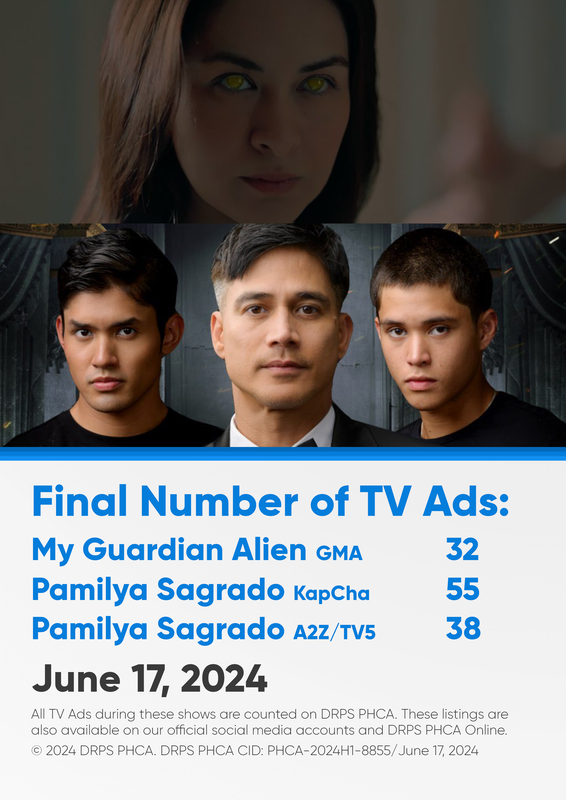 Final Number of TV Ads:
My Guardian Alien GMA 32
Pamilya Sagrado KapCha 55
Pamilya Sagrado A2Z/TV5 38
June 17, 2024
All TV Ads during these shows are counted on DRPS PHCA. These listings are
also available on our official social media accounts and DRPS PHCA Online.
© 2024 DRPS PHCA. DRPS PHCA CID: PHCA-2024H1-8855/June 17, 2024